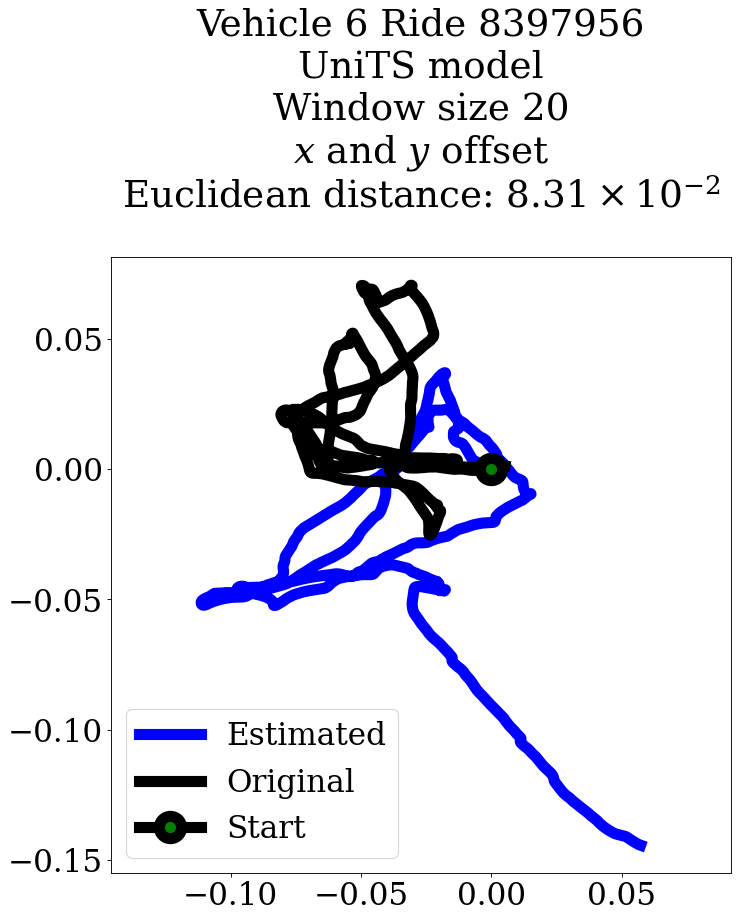 Vehicle 6 Ride 8397956
UniTS model
Window size 20
x and y offset
Euclidean distance: 8.31 × 10⁻²
0.05
0.00
−0.05
−0.10
−0.15
Estimated
Original
Start
−0.10
−0.05
0.00
0.05